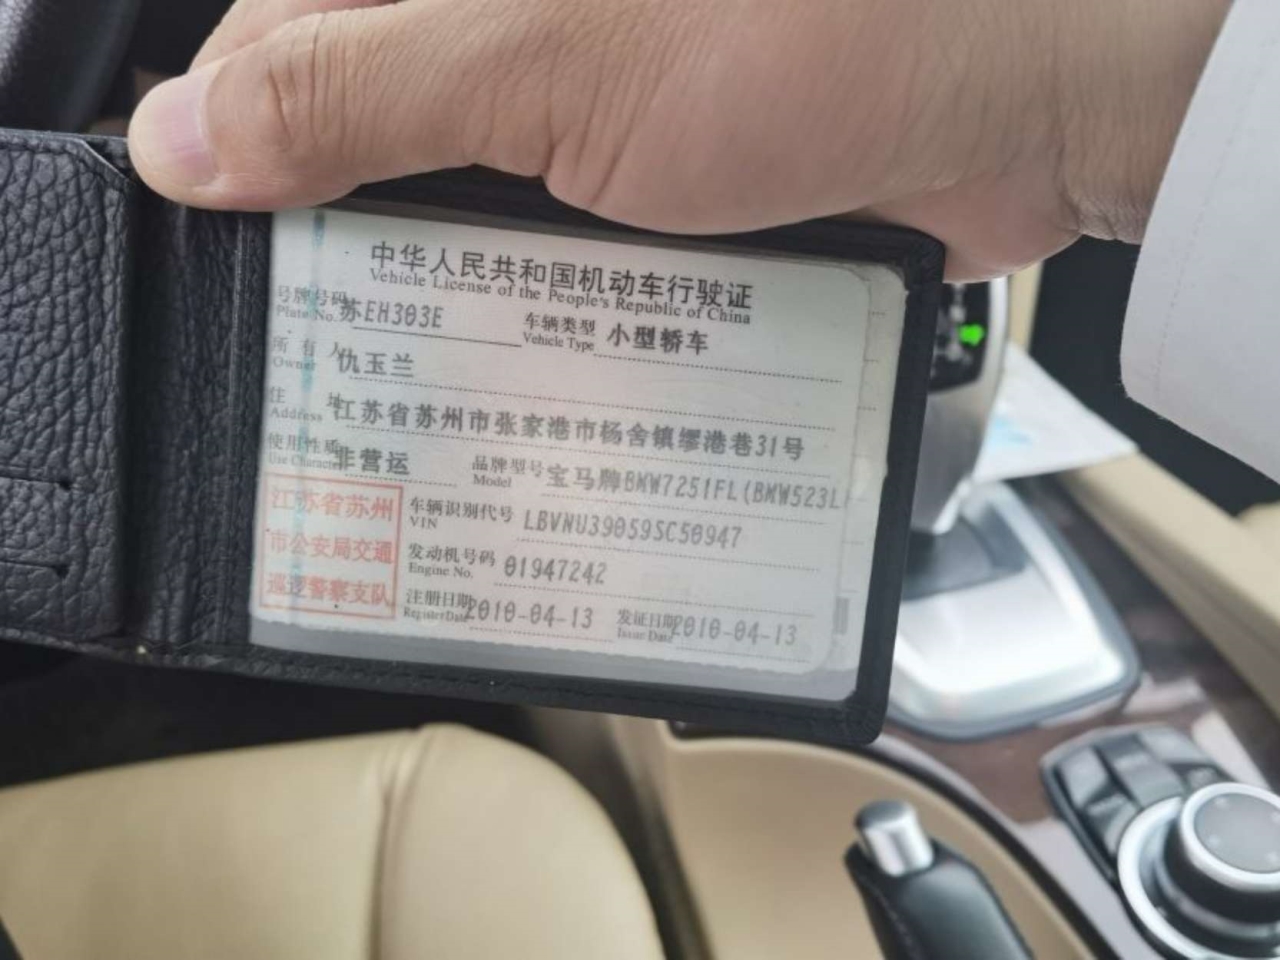 中华人民共和国机动车行驶证
Vehicle License of the People's Republic of China
号牌号码 苏EH303E 车辆类型 小型轿车
Plate No. Vehicle Type
所有人 仇玉兰
Owner
住址 江苏省苏州市张家港市杨舍镇缪港巷31号
Address
使用性质 非营运 品牌型号 宝马牌BMW7251FL(BMW523L
Use Character Model
江苏省苏州
市公安局交通
巡逻警察支队
车辆识别代号 LBVNU39059SC50947
VIN
发动机号码 01947242
Engine No.
注册日期 2010-04-13 发证日期 2010-04-13
Register Date Issue Date